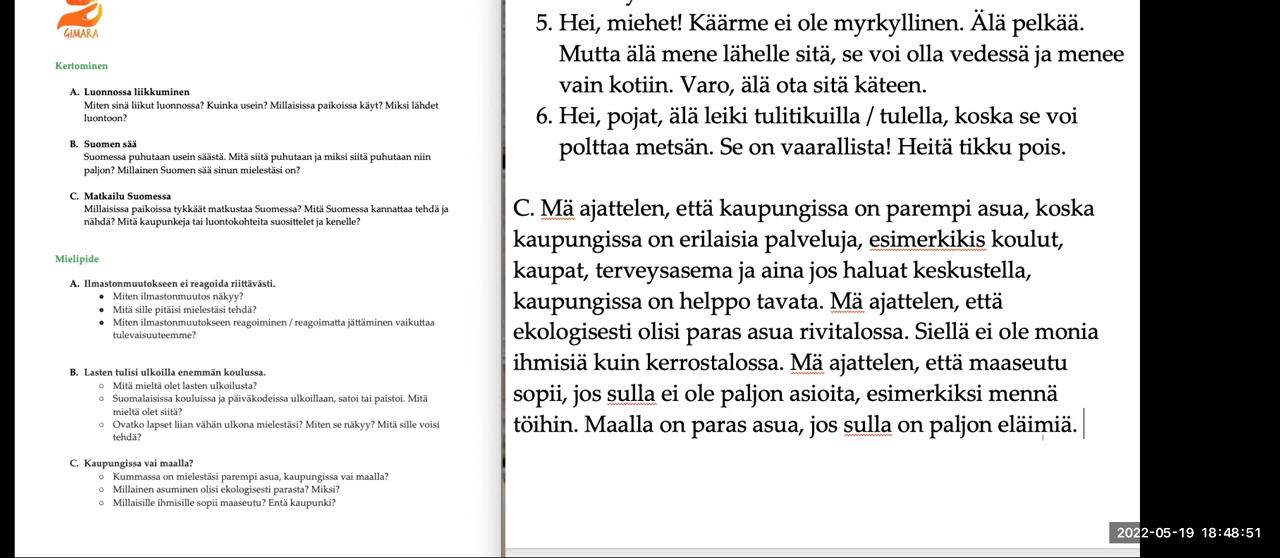 GIMARA
Kertominen
A. Luonnossa liikkuminen
Miten sinä liikut luonnossa? Kuinka usein? Millaisissa paikoissa käyt? Miksi lähdet
luontoon?
B. Suomen sää
Suomessa puhutaan usein säästä. Mitä siitä puhutaan ja miksi siitä puhutaan niin
paljon? Millainen Suomen sää sinun mielestäsi on?
C. Matkailu Suomessa
Millaisissa paikoissa tykkäät matkustaa Suomessa? Mitä Suomessa kannattaa tehdä ja
nähdä? Mitä kaupunkeja tai luontokohteita suosittelet ja kenelle?
Mielipide
A. Ilmastonmuutokseen ei reagoida riittävästi.
● Miten ilmastonmuutos näkyy?
● Mitä sille pitäisi mielestäsi tehdä?
● Miten ilmastonmuutokseen reagoiminen / reagoimatta jättäminen vaikuttaa
tulevaisuuteemme?
B. Lasten tulisi ulkoilla enemmän koulussa.
○ Mitä mieltä olet lasten ulkoilusta?
○ Suomalaisissa kouluissa ja päiväkodeissa ulkoillaan, satoi tai paistoi. Mitä
mieltä olet siitä?
○ Ovatko lapset liian vähän ulkona mielestäsi? Miten se näkyy? Mitä sille voisi
tehdä?
C. Kaupungissa vai maalla?
○ Kummassa on mielestäsi parempi asua, kaupungissa vai maalla?
○ Millainen asuminen olisi ekologisesti parasta? Miksi?
○ Millaisille ihmisille sopii maaseutu? Entä kaupunki?
5. Hei, miehet! Käärme ei ole myrkyllinen. Älä pelkää.
Mutta älä mene lähelle sitä, se voi olla vedessä ja menee
vain kotiin. Varo, älä ota sitä käteen.
6. Hei, pojat, älä leiki tulitikuilla / tulella, koska se voi
polttaa metsän. Se on vaarallista! Heitä tikku pois.
C. Mä ajattelen, että kaupungissa on parempi asua, koska
kaupungissa on erilaisia palveluja, esimerkikis koulut,
kaupat, terveysasema ja aina jos haluat keskustella,
kaupungissa on helppo tavata. Mä ajattelen, että
ekologisesti olisi paras asua rivitalossa. Siellä ei ole monia
ihmisiä kuin kerrostalossa. Mä ajattelen, että maaseutu
sopii, jos sulla ei ole paljon asioita, esimerkiksi mennä
töihin. Maalla on paras asua, jos sulla on paljon eläimiä.
2022-05-19 18:48:51